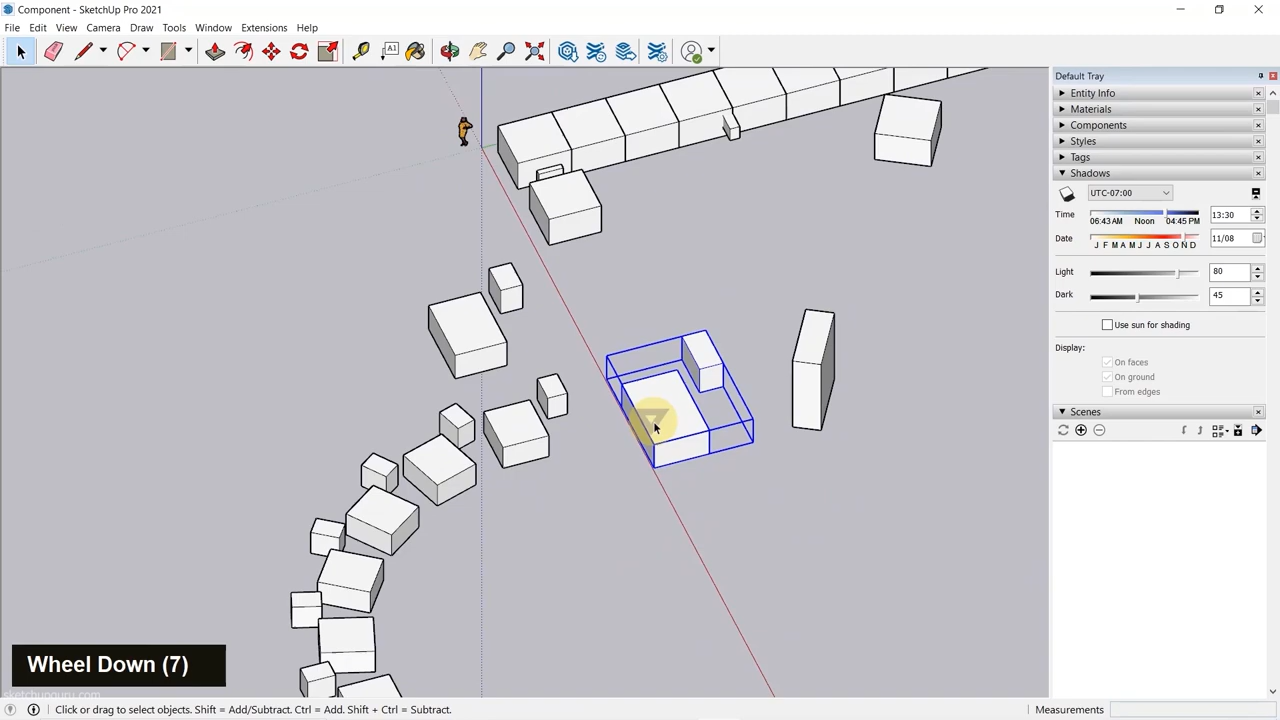 Component - SketchUp Pro 2021
File Edit View Camera Draw Tools Window Extensions Help
A1
Default Tray
Entity Info
Materials
Components
Styles
Tags
Shadows
UTC-07:00
Time 13:30
06:43 AM Noon 04:45 PM
Date 11/08
J F M A M J J A S O N D
Light 80
Dark 45
Use sun for shading
Display:
On faces
On ground
From edges
Scenes
Wheel Down (7)
sketchupguru.com
Click or drag to select objects. Shift = Add/Subtract. Ctrl = Add. Shift + Ctrl = Subtract.
Measurements